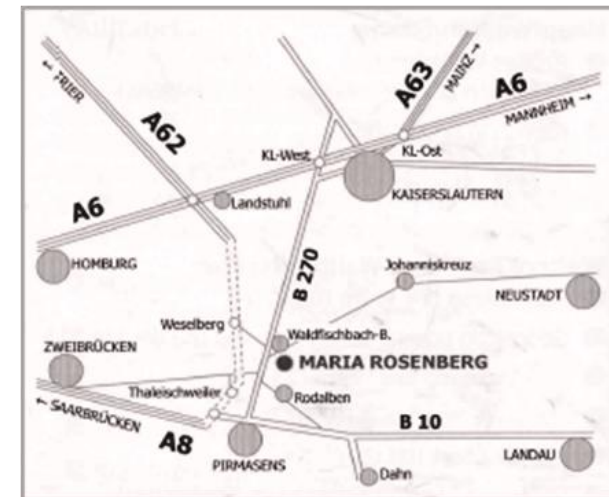 A63
MAINZ →
A6
MANNHEIM →
← TRIER
A62
KL-West
KL-Ost
KAISERSLAUTERN
Landstuhl
A6
HOMBURG
B 270
Johanniskreuz
NEUSTADT
Weselberg
Waldfischbach-B.
ZWEIBRÜCKEN
MARIA ROSENBERG
Thaleischweiler
Rodalben
← SAARBRÜCKEN
A8
B 10
PIRMASENS
LANDAU
Dahn